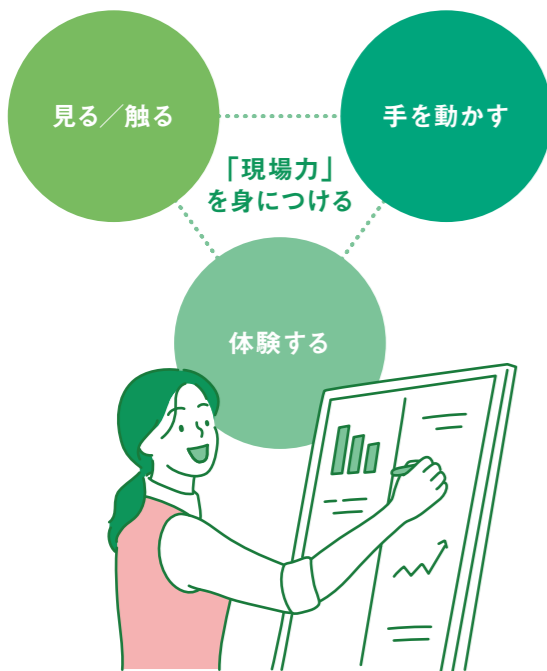 見る／触る
手を動かす
「現場力」
を身につける
体験する